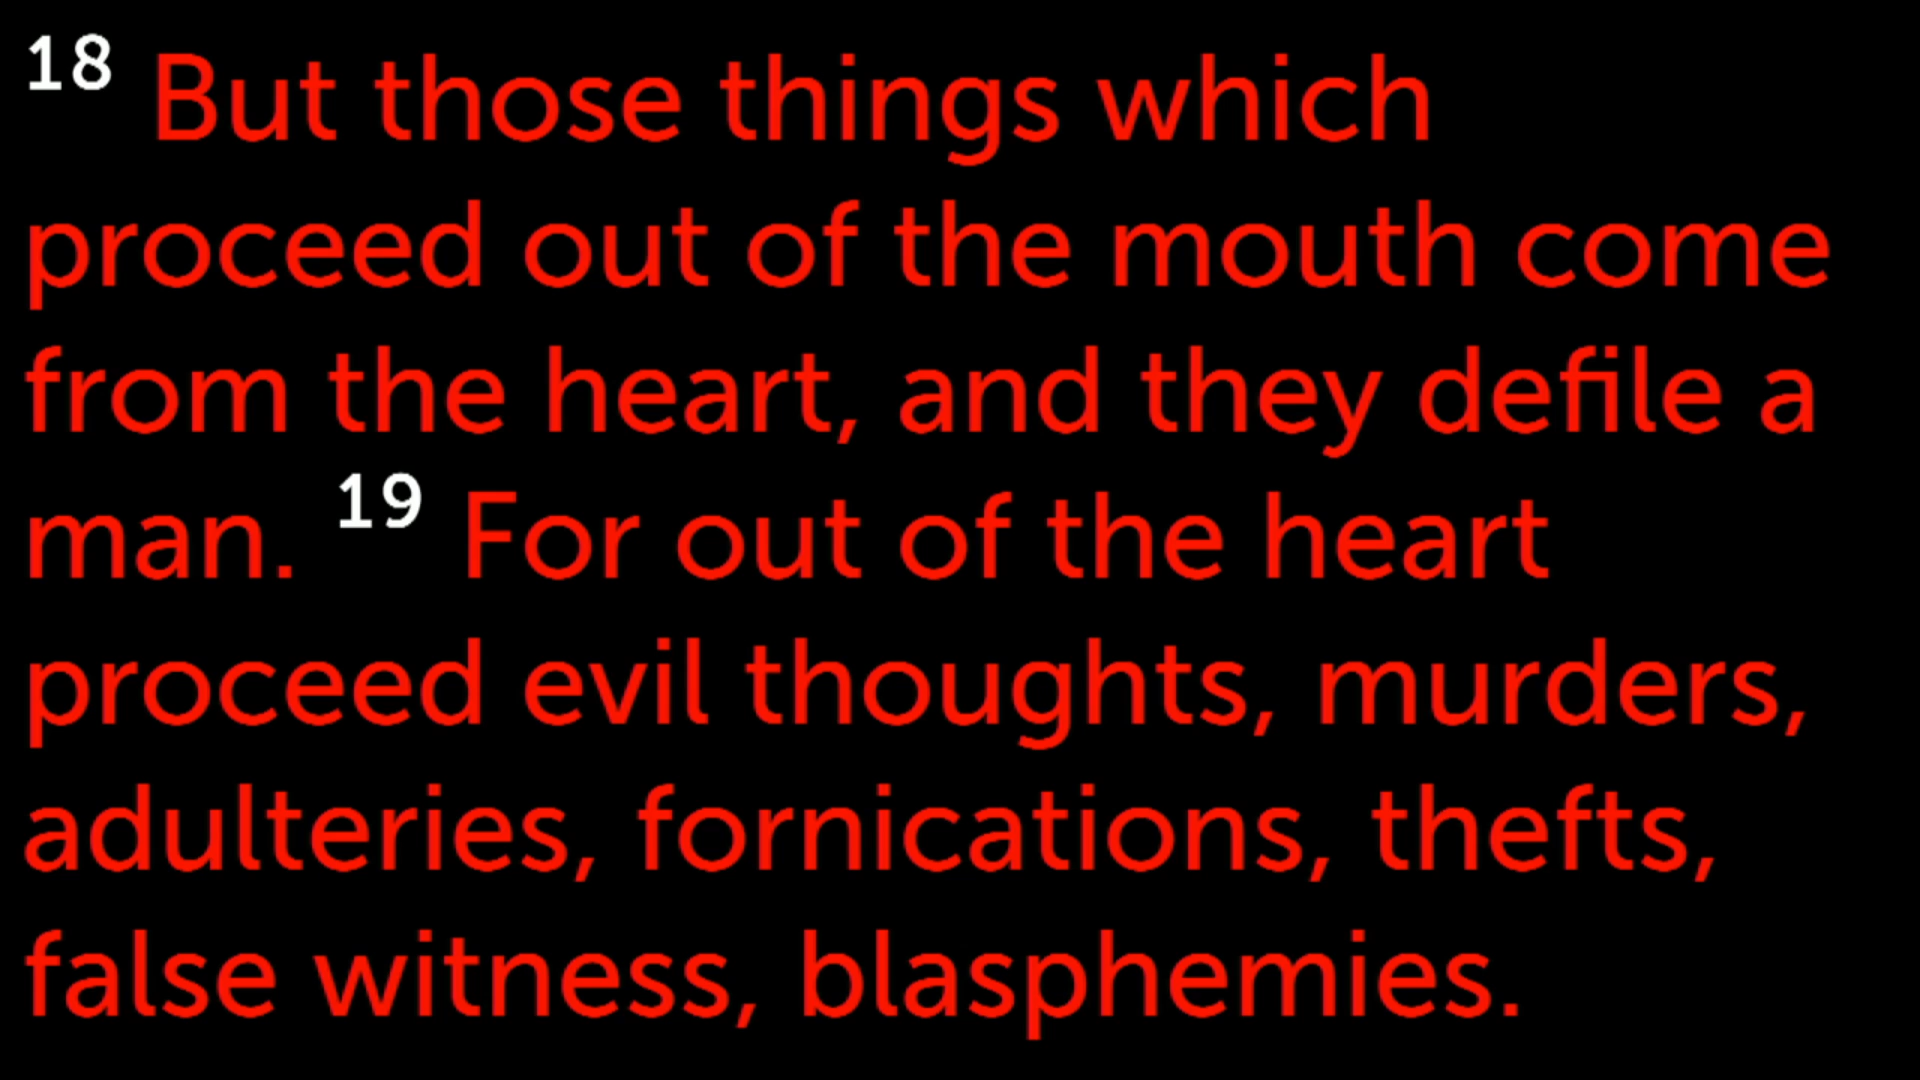 18 But those things which
proceed out of the mouth come
from the heart, and they defile a
man. 19 For out of the heart
proceed evil thoughts, murders,
adulteries, fornications, thefts,
false witness, blasphemies.